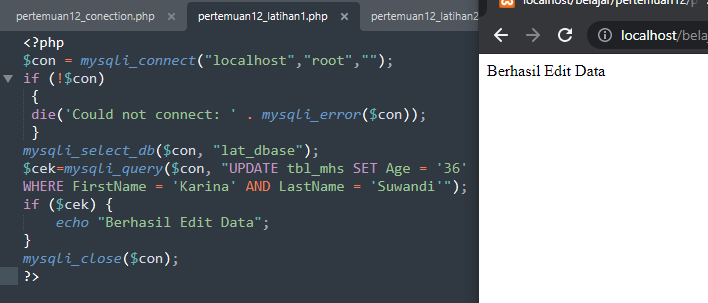 pertemuan12_conection.php
pertemuan12_latihan1.php
pertemuan12_latihan2
<?php
$con = mysqli_connect("localhost","root","");
if (!$con)
{
die('Could not connect: ' . mysqli_error($con));
}
mysqli_select_db($con, "lat_dbase");
$cek=mysqli_query($con, "UPDATE tbl_mhs SET Age = '36'
WHERE FirstName = 'Karina' AND LastName = 'Suwandi'");
if ($cek) {
echo "Berhasil Edit Data";
}
mysqli_close($con);
?>
localhost/belajar/pertemuan12/p
localhost/bela
Berhasil Edit Data